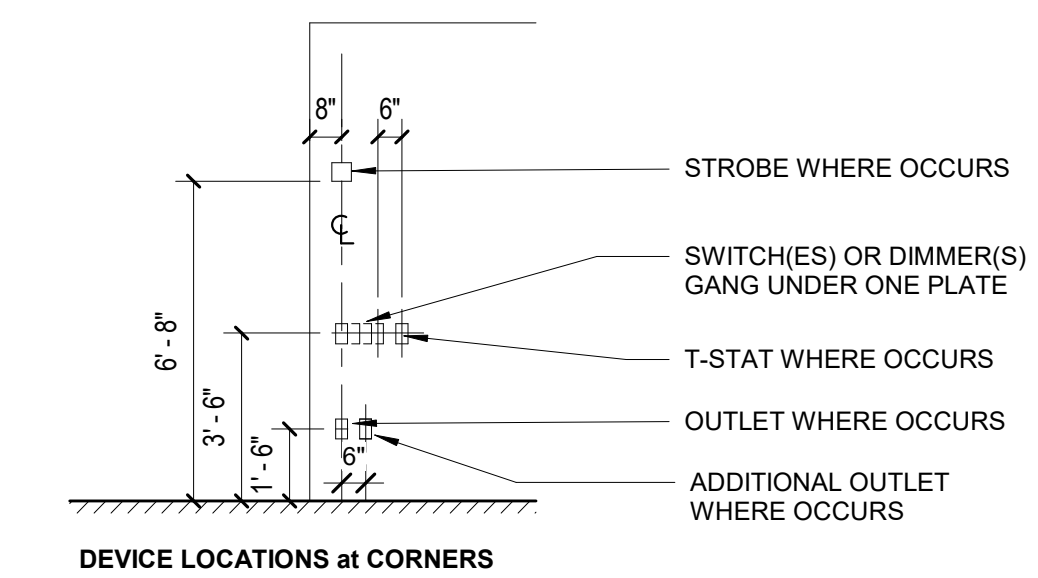 8"
6"
STROBE WHERE OCCURS
℄
SWITCH(ES) OR DIMMER(S)
GANG UNDER ONE PLATE
6' - 8"
T-STAT WHERE OCCURS
3' - 6"
OUTLET WHERE OCCURS
1' - 6"
6"
ADDITIONAL OUTLET
WHERE OCCURS
DEVICE LOCATIONS at CORNERS